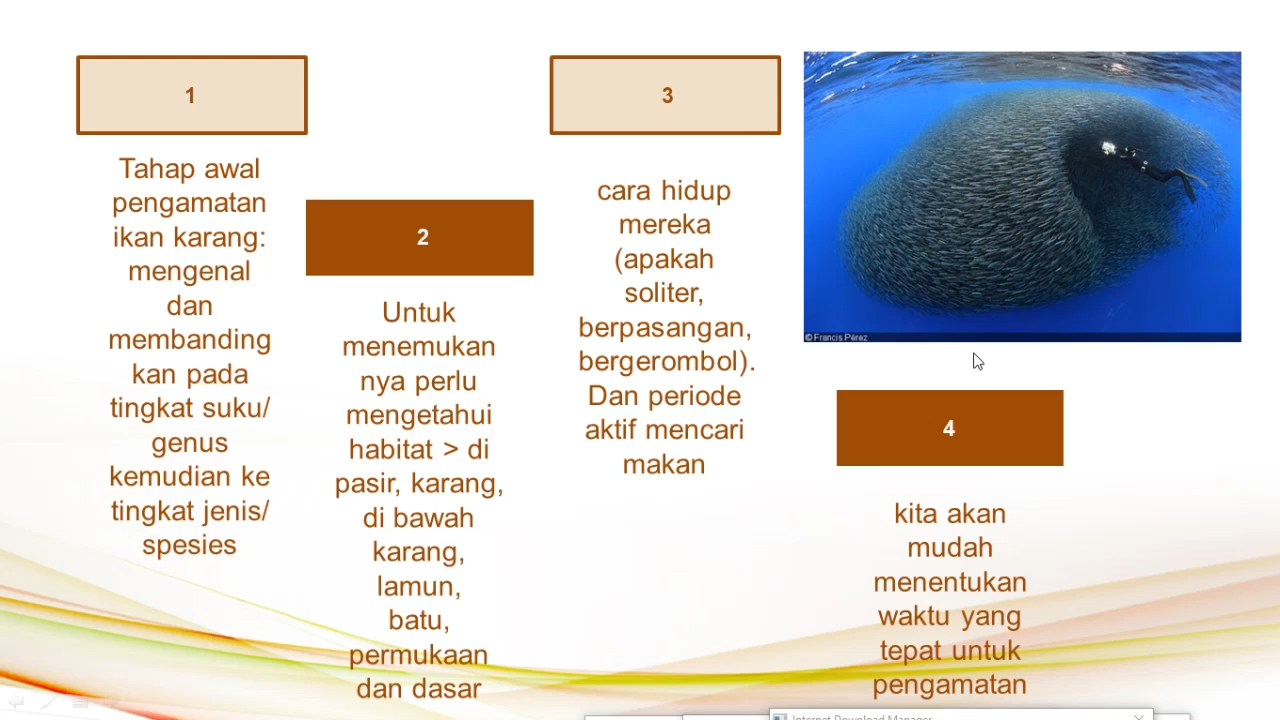 1
Tahap awal
pengamatan
ikan karang:
mengenal
dan
membanding
kan pada
tingkat suku/
genus
kemudian ke
tingkat jenis/
spesies
2
Untuk
menemukan
nya perlu
mengetahui
habitat > di
pasir, karang,
di bawah
karang,
lamun,
batu,
permukaan
dan dasar
3
cara hidup
mereka
(apakah
soliter,
berpasangan,
bergerombol).
Dan periode
aktif mencari
makan
© Francis Pérez
4
kita akan
mudah
menentukan
waktu yang
tepat untuk
pengamatan
Internet Download Manager